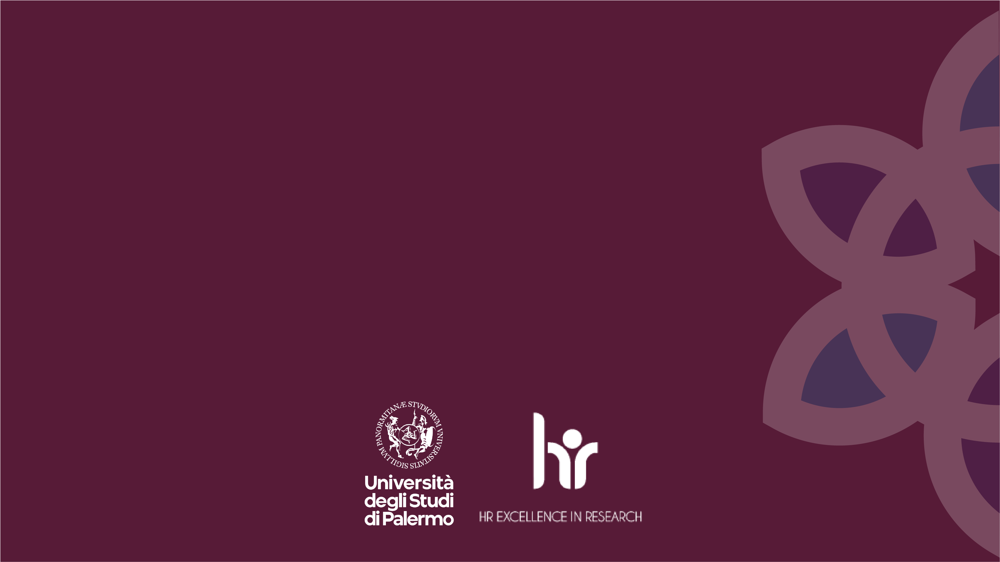 SIGILLVM PANORMITANÆ STVDIORVM VNIVERSITATIS
Università
degli Studi
di Palermo
hr
HR EXCELLENCE IN RESEARCH